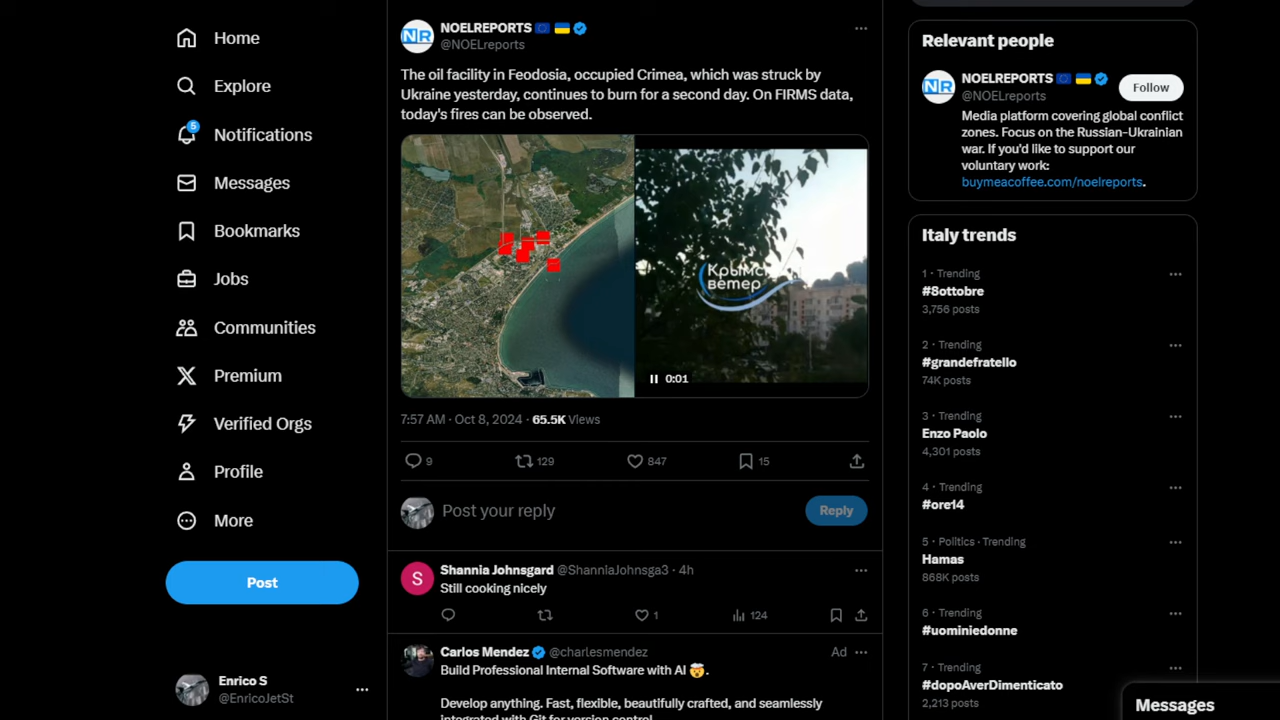 Home
Explore
5
Notifications
Messages
Bookmarks
Jobs
Communities
Premium
Verified Orgs
Profile
More
Post
Enrico S
@EnricoJetSt
NR
NOELREPORTS
@NOELreports
The oil facility in Feodosia, occupied Crimea, which was struck by
Ukraine yesterday, continues to burn for a second day. On FIRMS data,
today's fires can be observed.
Крымский
ветер
0:01
7:57 AM · Oct 8, 2024 · 65.5K Views
9
129
847
15
Post your reply
Reply
S
Shannia Johnsgard @ShanniaJohnsga3 · 4h
Still cooking nicely
1
124
Carlos Mendez @charlesmendez
Ad
Build Professional Internal Software with AI 🤯.
Develop anything. Fast, flexible, beautifully crafted, and seamlessly
integrated with Git for version control
Relevant people
NR
NOELREPORTS
@NOELreports
Follow
Media platform covering global conflict
zones. Focus on the Russian-Ukrainian
war. If you'd like to support our
voluntary work:
buymeacoffee.com/noelreports.
Italy trends
1 · Trending
#8ottobre
3,756 posts
2 · Trending
#grandefratello
74K posts
3 · Trending
Enzo Paolo
4,301 posts
4 · Trending
#ore14
5 · Politics · Trending
Hamas
868K posts
6 · Trending
#uominiedonne
7 · Trending
#dopoAverDimenticato
2,213 posts
Messages